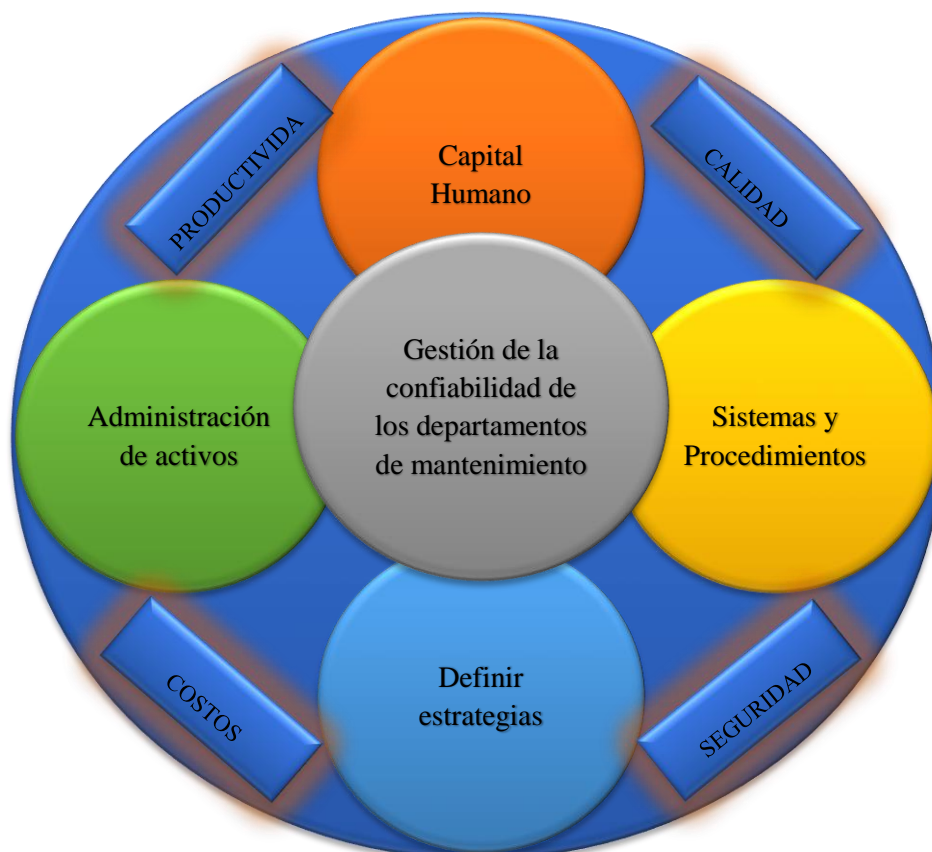 PRODUCTIVIDA
Capital
Humano
CALIDAD
Gestión de la
confiabilidad de
los departamentos
de mantenimiento
Administración
de activos
Sistemas y
Procedimientos
COSTOS
Definir
estrategias
SEGURIDAD